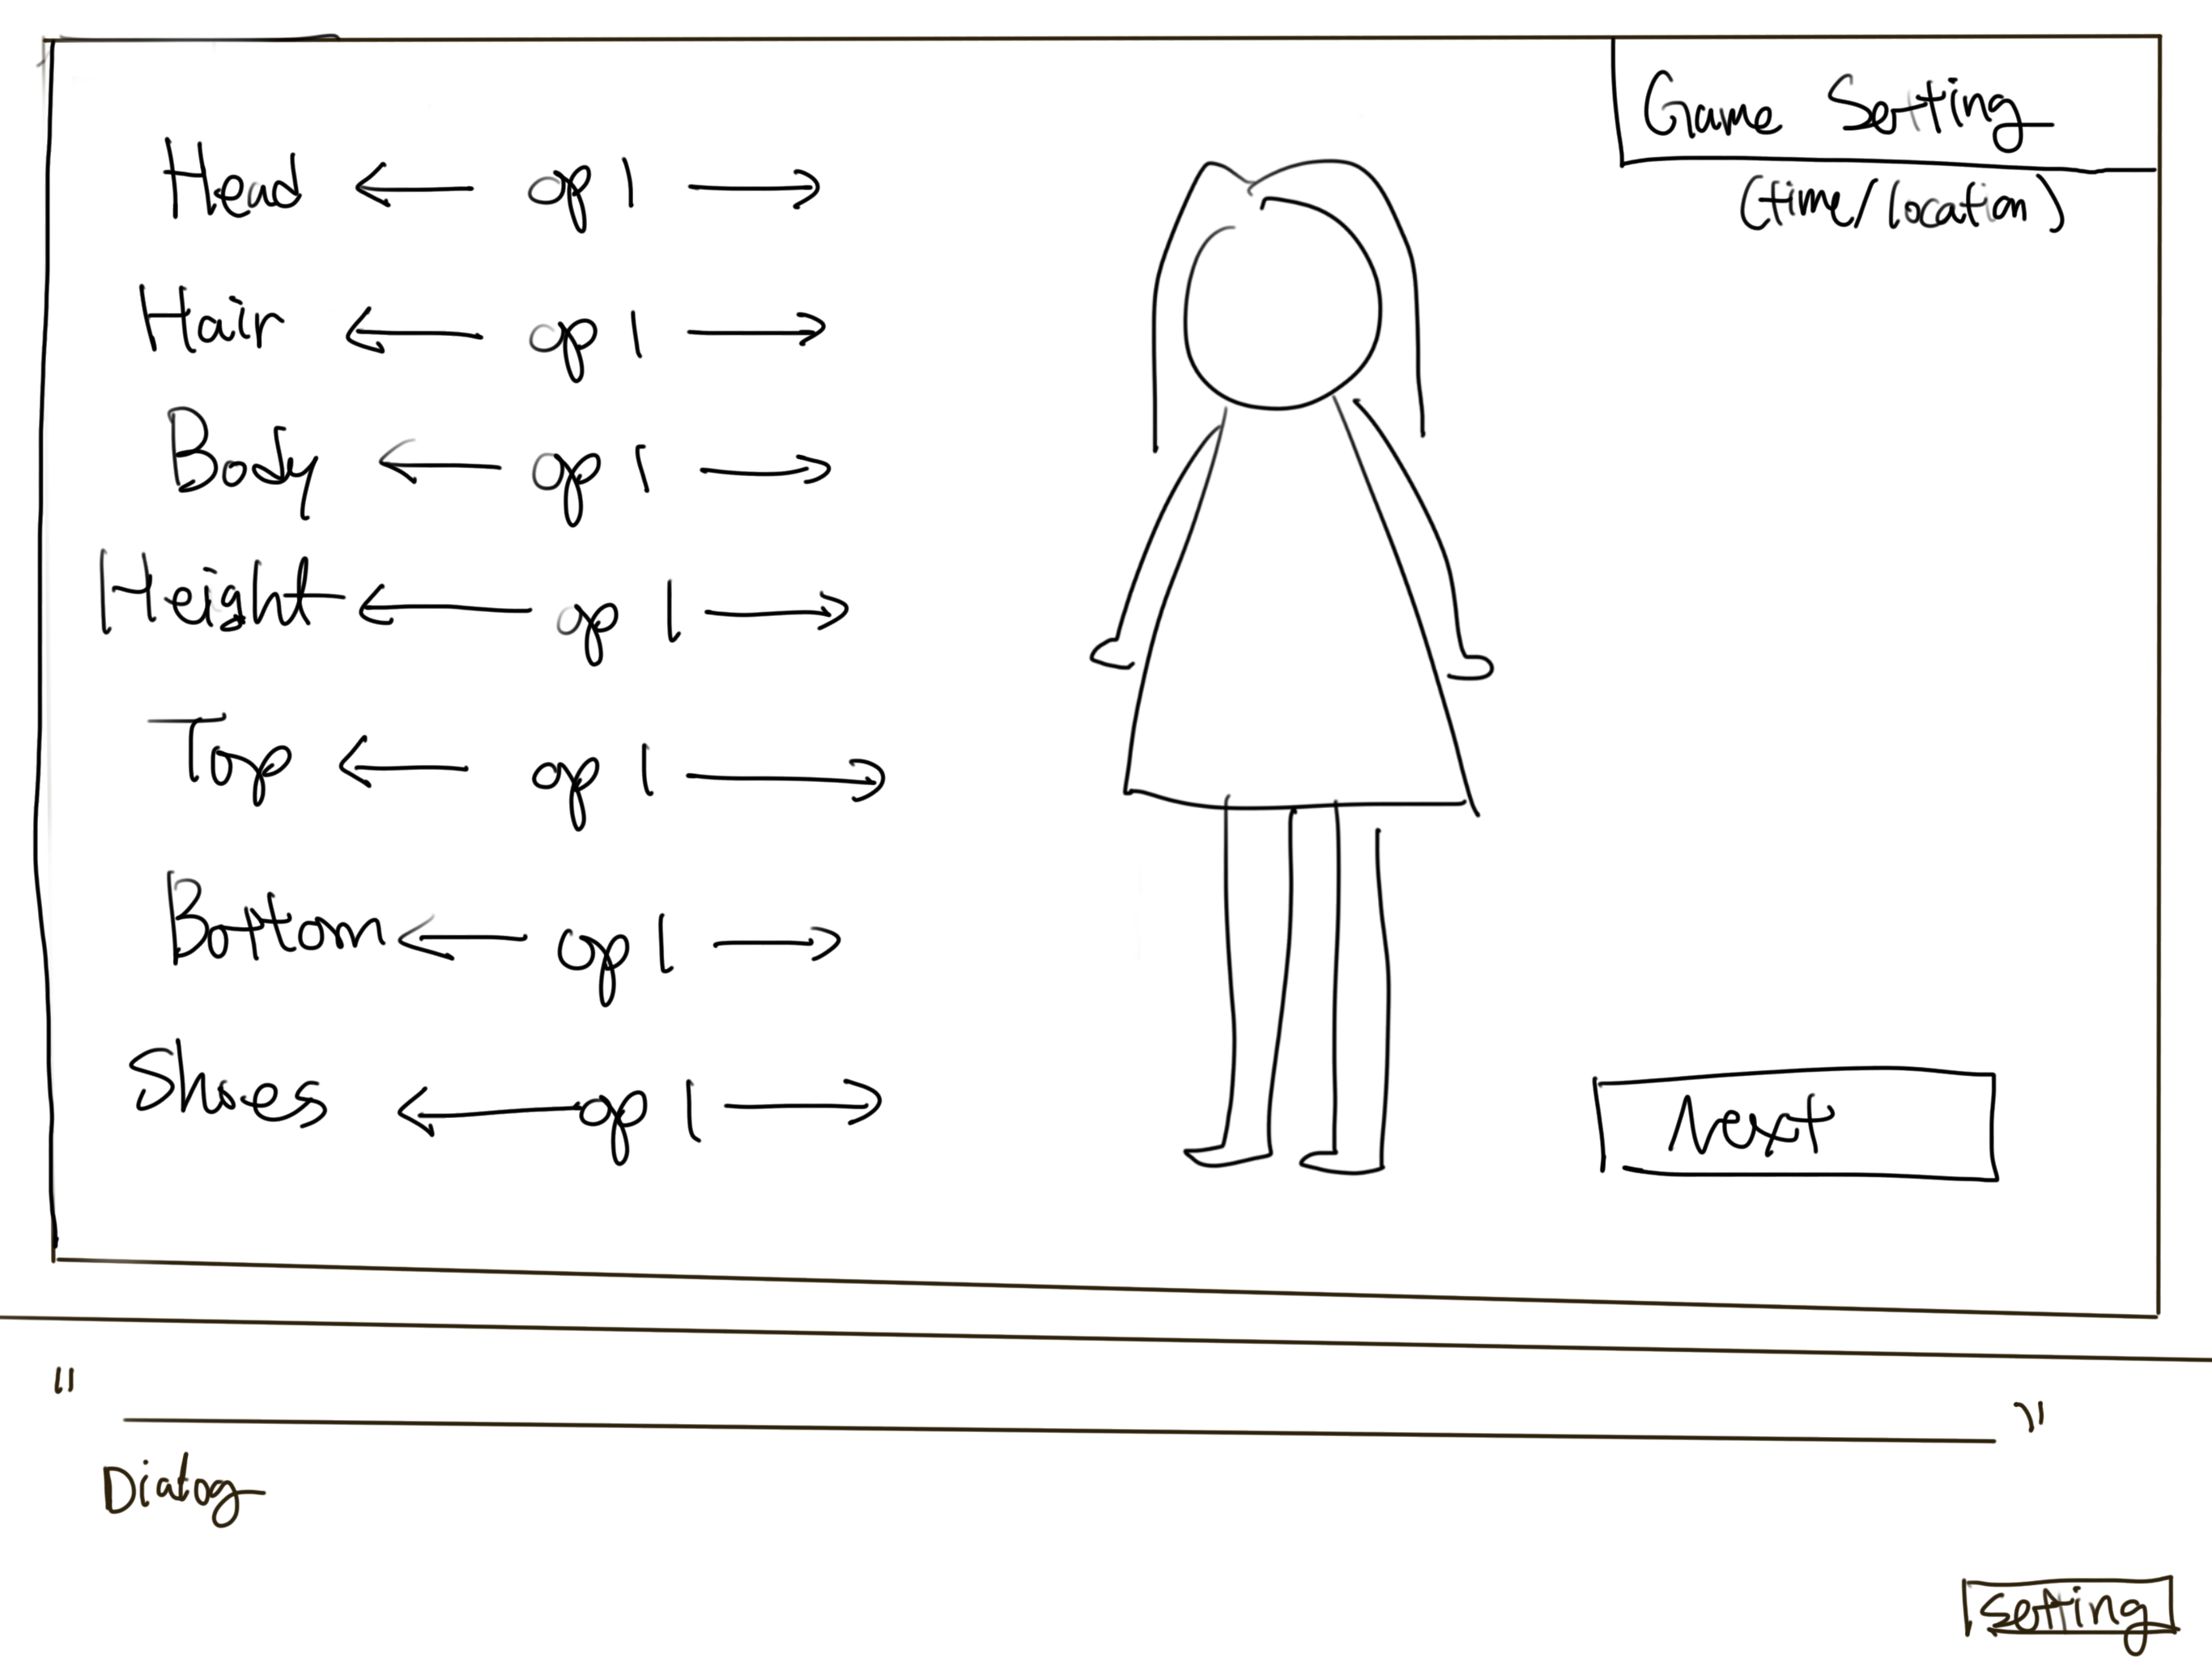 Game Setting
(time/location)
Head ← op 1 →
Hair ← op 1 →
Body ← op 1 →
Height ← op 1 →
Top ← op 1 →
Bottom ← op 1 →
Shoes ← op 1 →
Next
" "
Dialog
setting